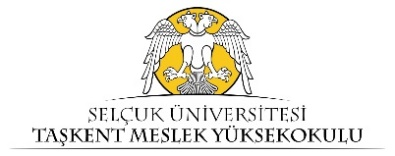 SELÇUK ÜNİVERSİTESİ
TAŞKENT MESLEK YÜKSEKOKULU